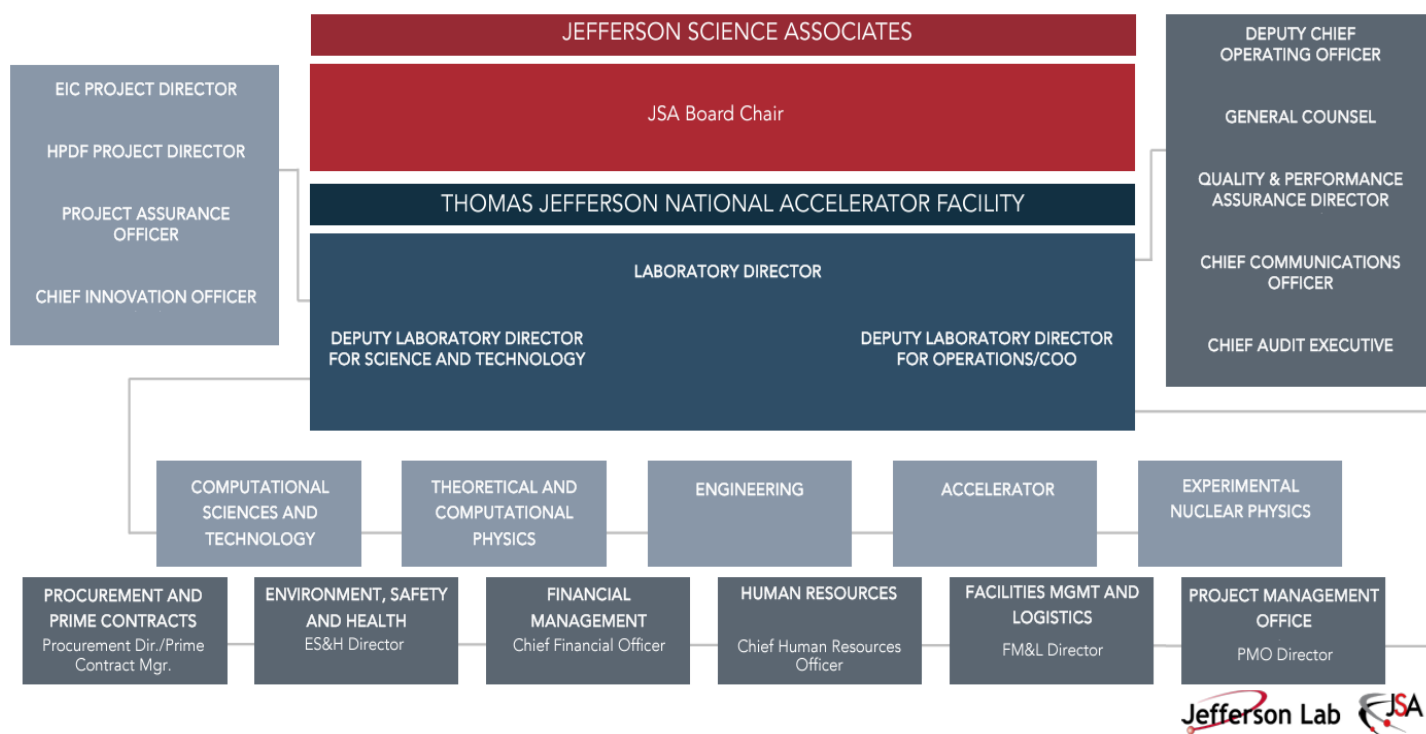 JEFFERSON SCIENCE ASSOCIATES
JSA Board Chair
THOMAS JEFFERSON NATIONAL ACCELERATOR FACILITY
LABORATORY DIRECTOR
DEPUTY LABORATORY DIRECTOR
FOR SCIENCE AND TECHNOLOGY
DEPUTY LABORATORY DIRECTOR
FOR OPERATIONS/COO
EIC PROJECT DIRECTOR
HPDF PROJECT DIRECTOR
PROJECT ASSURANCE
OFFICER
CHIEF INNOVATION OFFICER
DEPUTY CHIEF
OPERATING OFFICER
GENERAL COUNSEL
QUALITY & PERFORMANCE
ASSURANCE DIRECTOR
CHIEF COMMUNICATIONS
OFFICER
CHIEF AUDIT EXECUTIVE
COMPUTATIONAL
SCIENCES AND
TECHNOLOGY
THEORETICAL AND
COMPUTATIONAL
PHYSICS
ENGINEERING
ACCELERATOR
EXPERIMENTAL
NUCLEAR PHYSICS
PROCUREMENT AND
PRIME CONTRACTS
Procurement Dir./Prime
Contract Mgr.
ENVIRONMENT, SAFETY
AND HEALTH
ES&H Director
FINANCIAL
MANAGEMENT
Chief Financial Officer
HUMAN RESOURCES
Chief Human Resources
Officer
FACILITIES MGMT AND
LOGISTICS
FM&L Director
PROJECT MANAGEMENT
OFFICE
PMO Director
Jefferson Lab
JSA